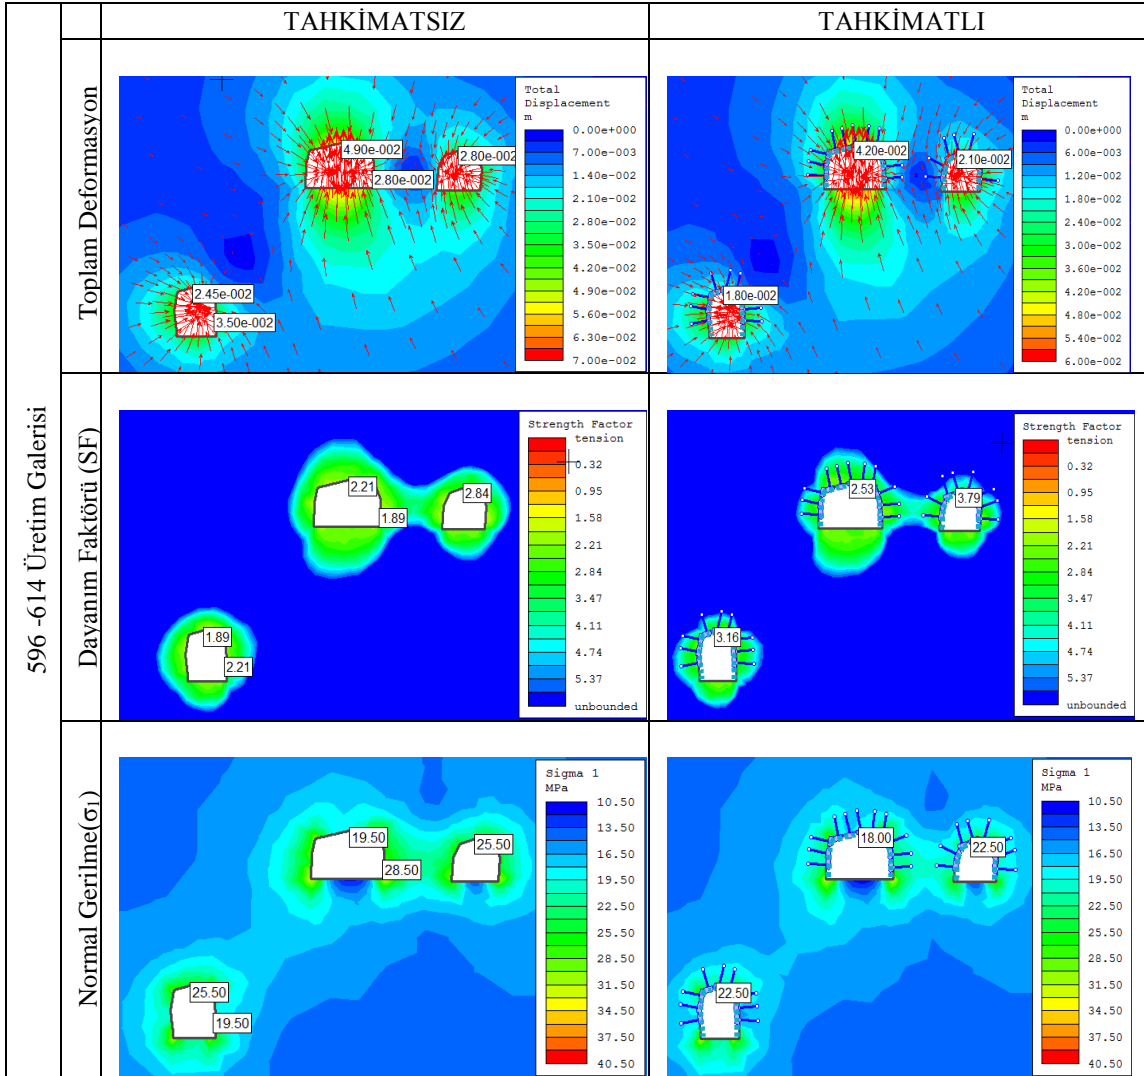 TAHKİMATSIZ
TAHKİMATLI
596 -614 Üretim Galerisi
Toplam Deformasyon
Total
Displacement
m
0.00e+000
7.00e-003
1.40e-002
2.10e-002
2.80e-002
3.50e-002
4.20e-002
4.90e-002
5.60e-002
6.30e-002
7.00e-002
4.90e-002
2.80e-002
2.80e-002
2.45e-002
3.50e-002
Total
Displacement
m
0.00e+000
6.00e-003
1.20e-002
1.80e-002
2.40e-002
3.00e-002
3.60e-002
4.20e-002
4.80e-002
5.40e-002
6.00e-002
4.20e-002
2.10e-002
1.80e-002
Dayanım Faktörü (SF)
Strength Factor
tension
0.32
0.95
1.58
2.21
2.84
3.47
4.11
4.74
5.37
unbounded
2.21
2.84
1.89
1.89
2.21
Strength Factor
tension
0.32
0.95
1.58
2.21
2.84
3.47
4.11
4.74
5.37
unbounded
2.53
3.79
3.16
Normal Gerilme(σ₁)
Sigma 1
MPa
10.50
13.50
16.50
19.50
22.50
25.50
28.50
31.50
34.50
37.50
40.50
19.50
25.50
28.50
25.50
19.50
Sigma 1
MPa
10.50
13.50
16.50
19.50
22.50
25.50
28.50
31.50
34.50
37.50
40.50
18.00
22.50
22.50